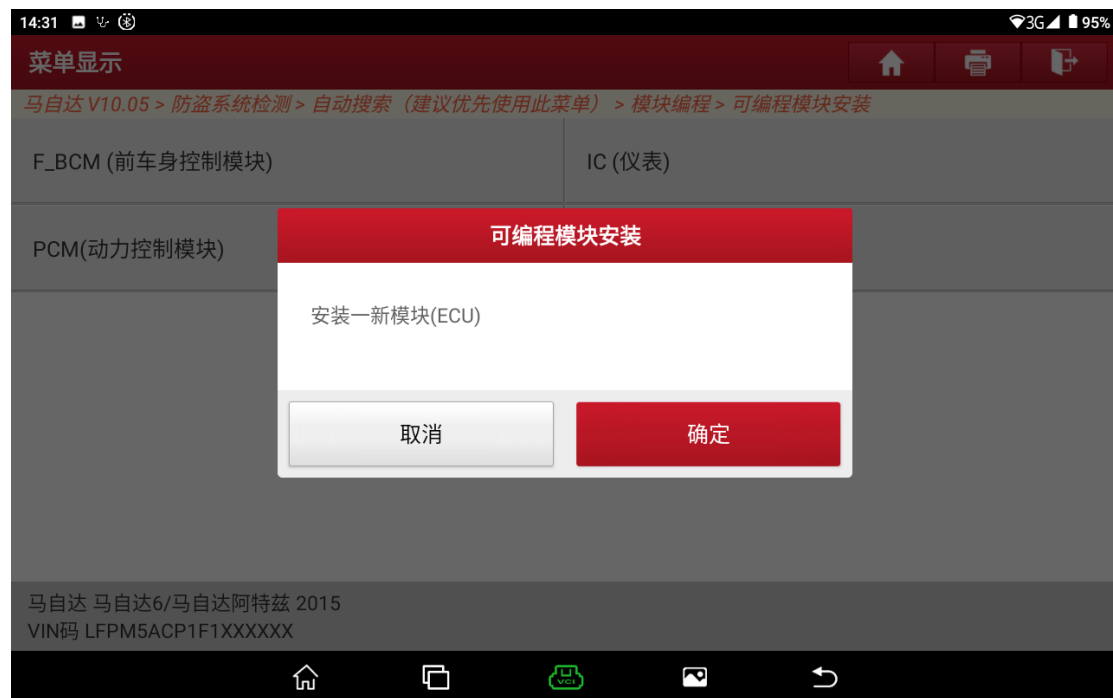 14:31
3G 95%
菜单显示
马自达 V10.05 > 防盗系统检测 > 自动搜索（建议优先使用此菜单） > 模块编程 > 可编程模块安装
F_BCM (前车身控制模块)
IC (仪表)
PCM(动力控制模块)
可编程模块安装
安装一新模块(ECU)
取消
确定
马自达 马自达6/马自达阿特兹 2015
VIN码 LFPM5ACP1F1XXXXXX
VCI